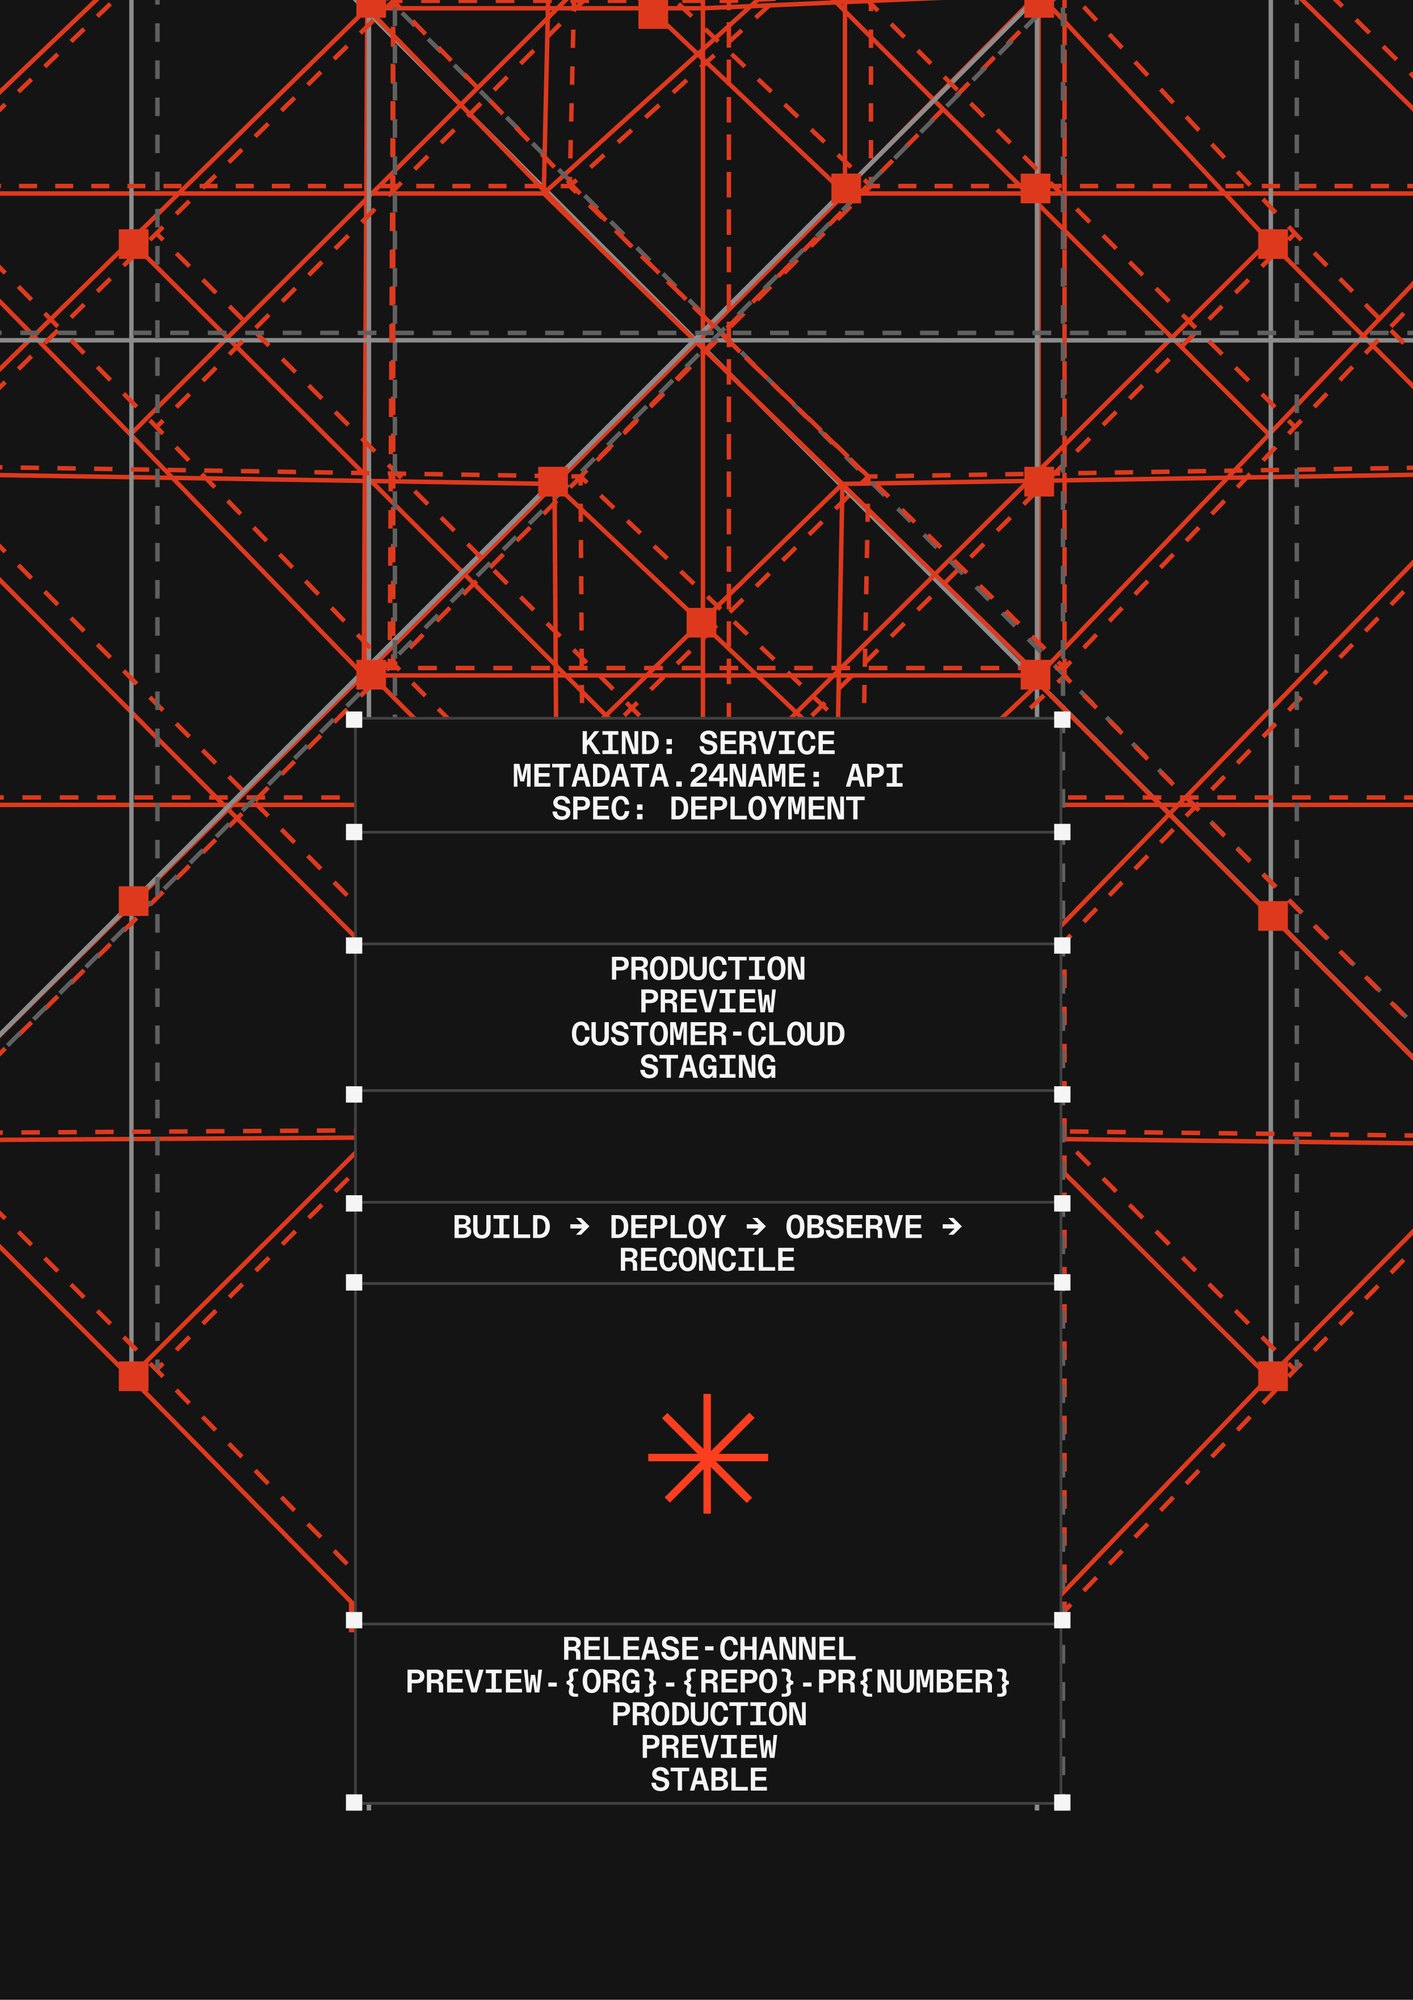 KIND: SERVICE
METADATA.24NAME: API
SPEC: DEPLOYMENT
PRODUCTION
PREVIEW
CUSTOMER-CLOUD
STAGING
BUILD → DEPLOY → OBSERVE →
RECONCILE
RELEASE-CHANNEL
PREVIEW-{ORG}-{REPO}-PR{NUMBER}
PRODUCTION
PREVIEW
STABLE